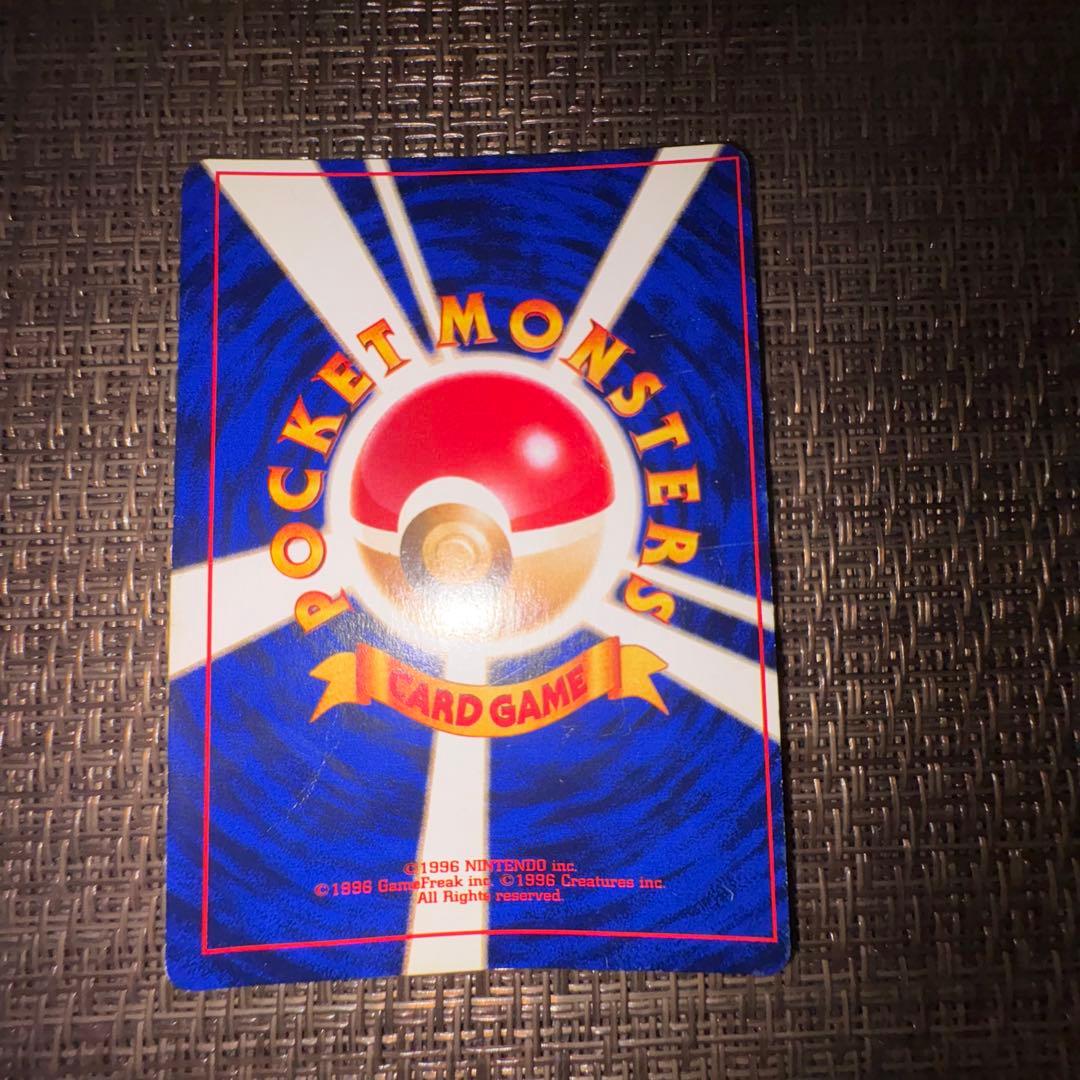 POCKET MONSTERS
CARD GAME
©1996 NINTENDO inc.
©1996 GameFreak inc. ©1996 Creatures inc.
All Rights reserved.